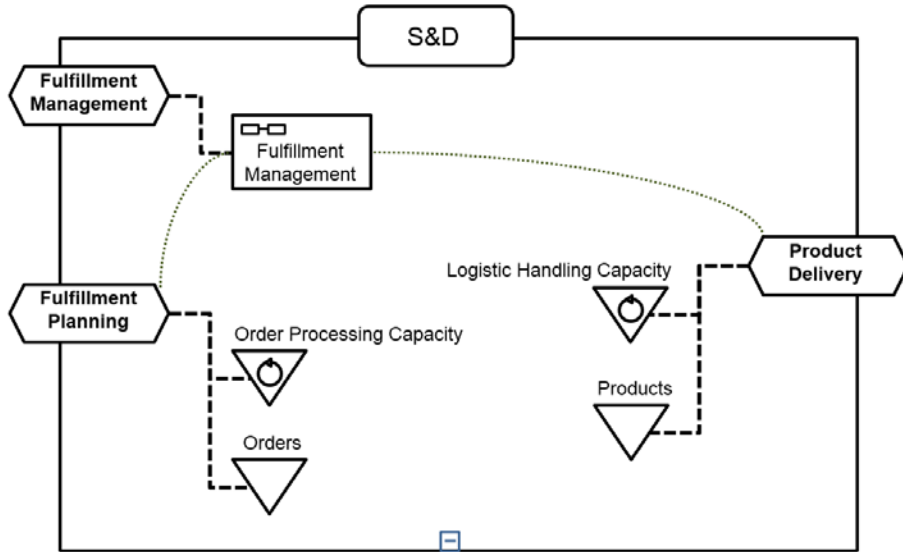 S&D
Fulfillment
Management
Fulfillment
Management
Product
Delivery
Logistic Handling Capacity
Fulfillment
Planning
Order Processing Capacity
Products
Orders